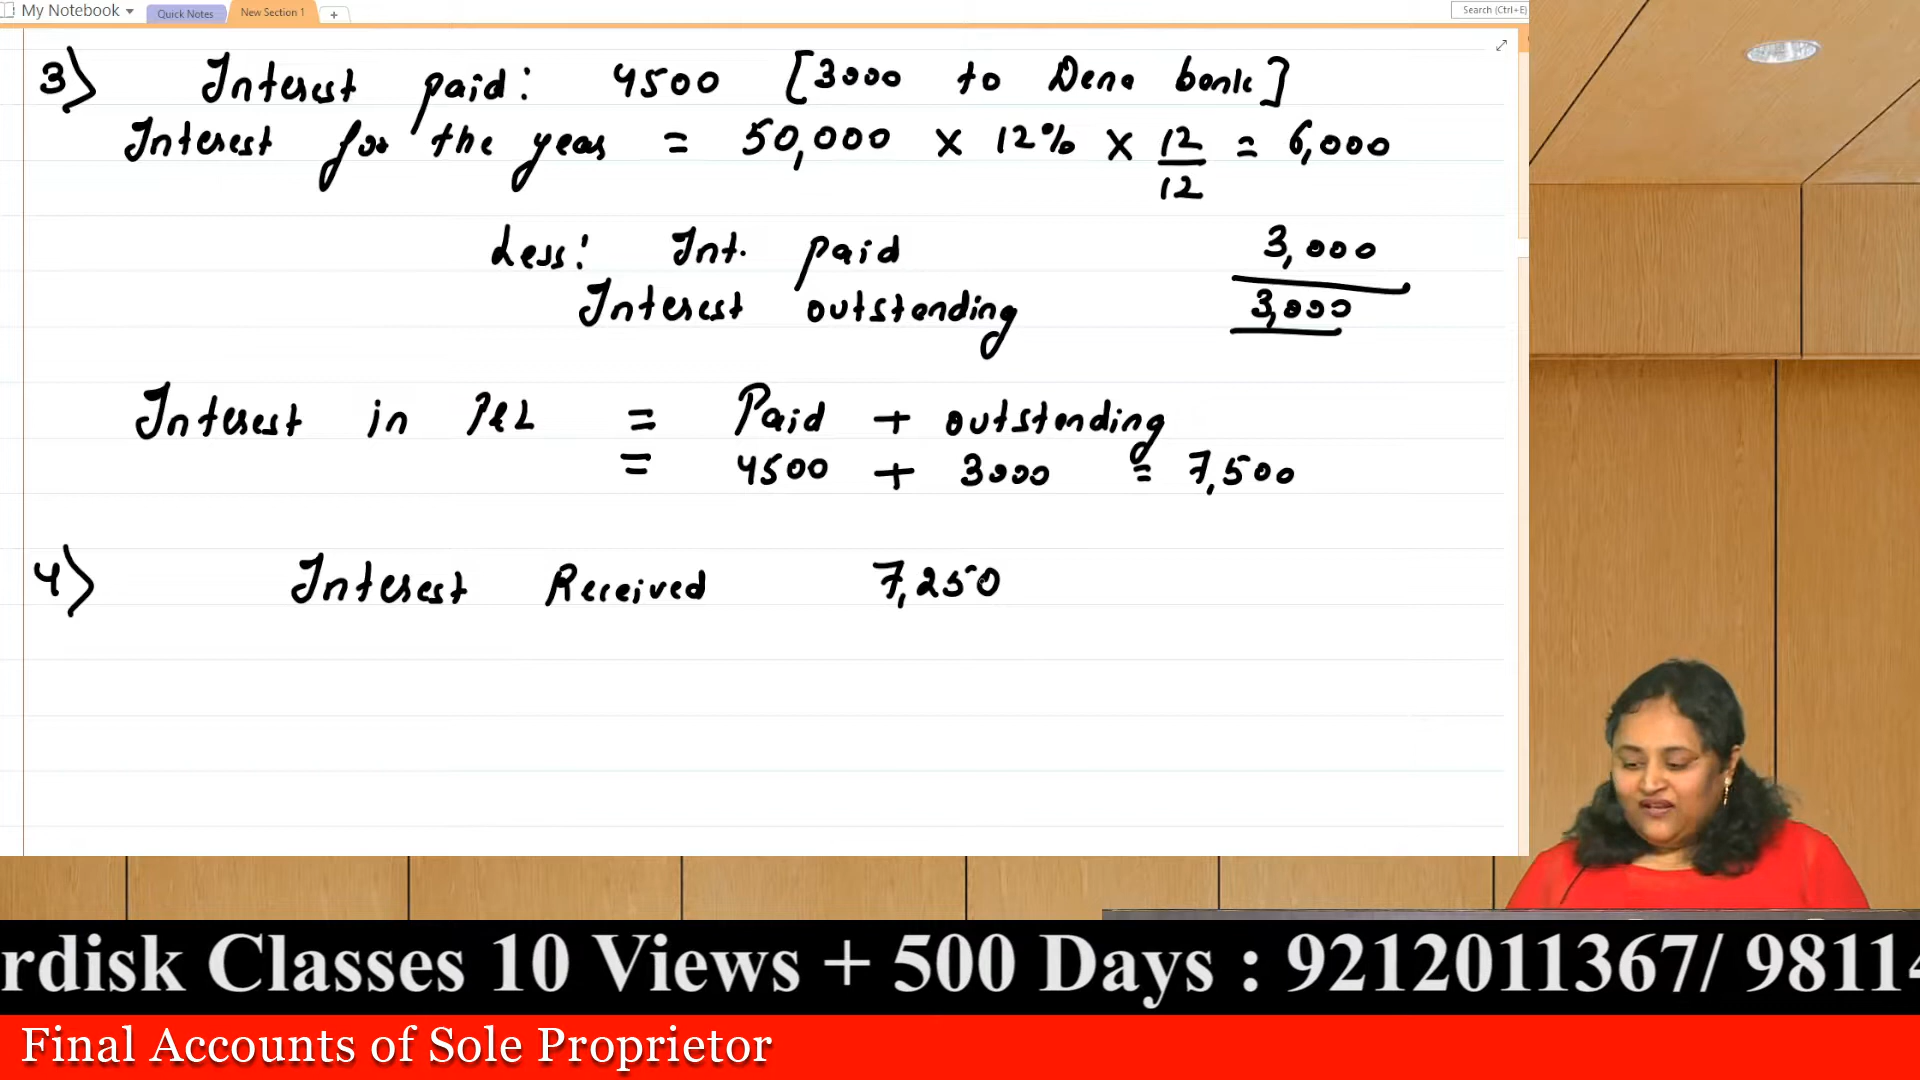 My Notebook
Quick Notes
New Section 1
+
Search (Ctrl+E)
3) Interest paid: 4500 [3000 to Dena bank]
Interest for the year = 50,000 × 12% × 12/12 = 6,000
Less: Int. paid 3,000
Interest outstanding 3,000
Interest in P&L = Paid + outstanding
= 4500 + 3000 = 7,500
4) Interest Received 7,250
rdisk Classes 10 Views + 500 Days : 9212011367/ 98114
Final Accounts of Sole Proprietor